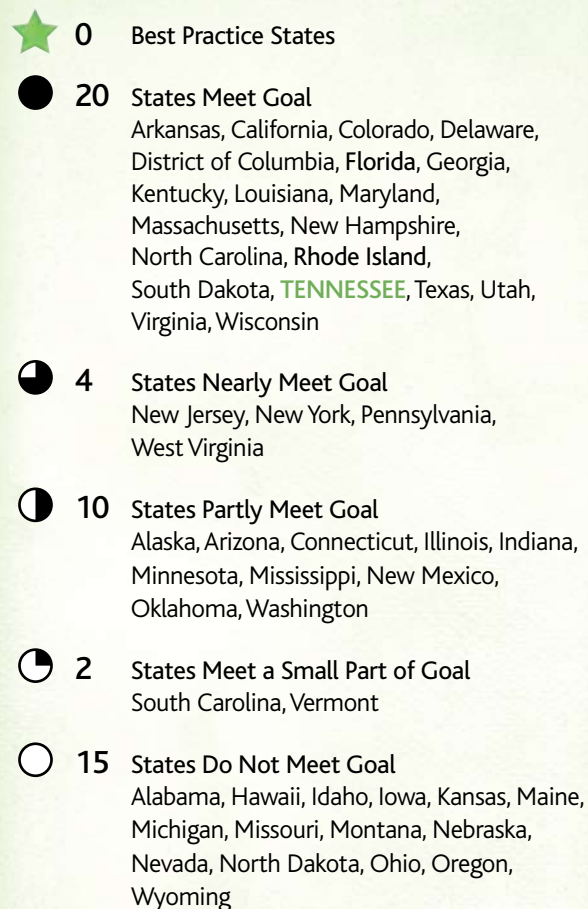 0 Best Practice States
20 States Meet Goal
Arkansas, California, Colorado, Delaware,
District of Columbia, Florida, Georgia,
Kentucky, Louisiana, Maryland,
Massachusetts, New Hampshire,
North Carolina, Rhode Island,
South Dakota, TENNESSEE, Texas, Utah,
Virginia, Wisconsin
4 States Nearly Meet Goal
New Jersey, New York, Pennsylvania,
West Virginia
10 States Partly Meet Goal
Alaska, Arizona, Connecticut, Illinois, Indiana,
Minnesota, Mississippi, New Mexico,
Oklahoma, Washington
2 States Meet a Small Part of Goal
South Carolina, Vermont
15 States Do Not Meet Goal
Alabama, Hawaii, Idaho, Iowa, Kansas, Maine,
Michigan, Missouri, Montana, Nebraska,
Nevada, North Dakota, Ohio, Oregon,
Wyoming